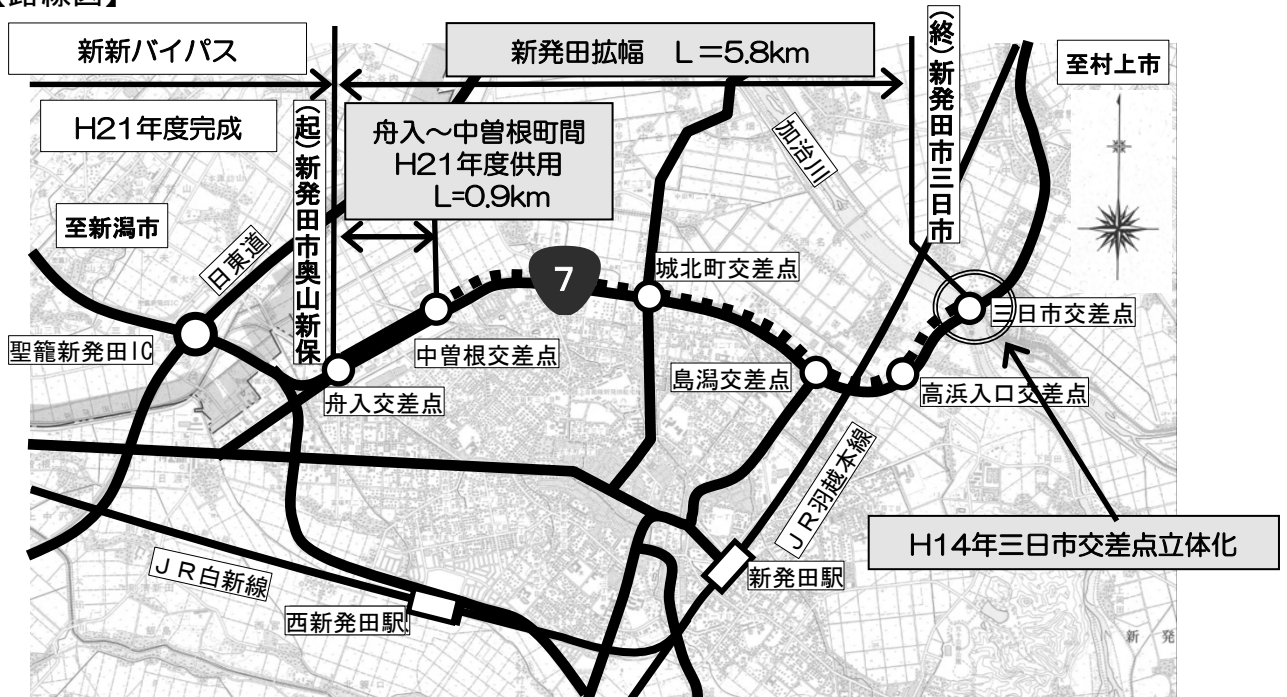 【路線図】
新新バイパス
新発田拡幅　Ｌ＝5.8km
(終)新発田市三日市
至村上市
H21年度完成
(起)新発田市奥山新保
舟入～中曽根町間
H21年度供用
L=0.9km
加治川
至新潟市
日東道
7
城北町交差点
三日市交差点
聖籠新発田IC
中曽根交差点
島潟交差点
高浜入口交差点
舟入交差点
ＪＲ羽越本線
H14年三日市交差点立体化
ＪＲ白新線
新発田駅
西新発田駅
新　発